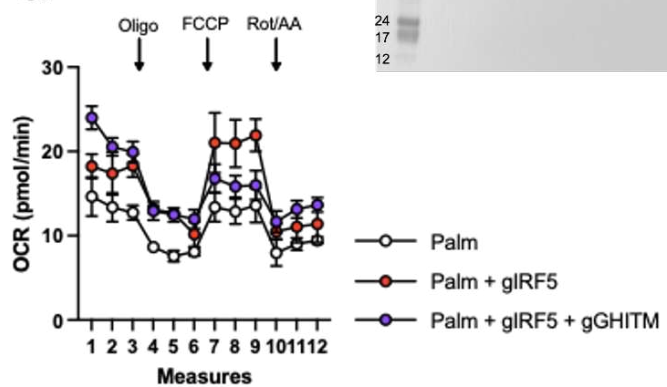 Oligo FCCP Rot/AA
24
17
12
30
20
10
0
OCR (pmol/min)
1 2 3 4 5 6 7 8 9 10 11 12
Measures
Palm
Palm + gIRF5
Palm + gIRF5 + gGHITM